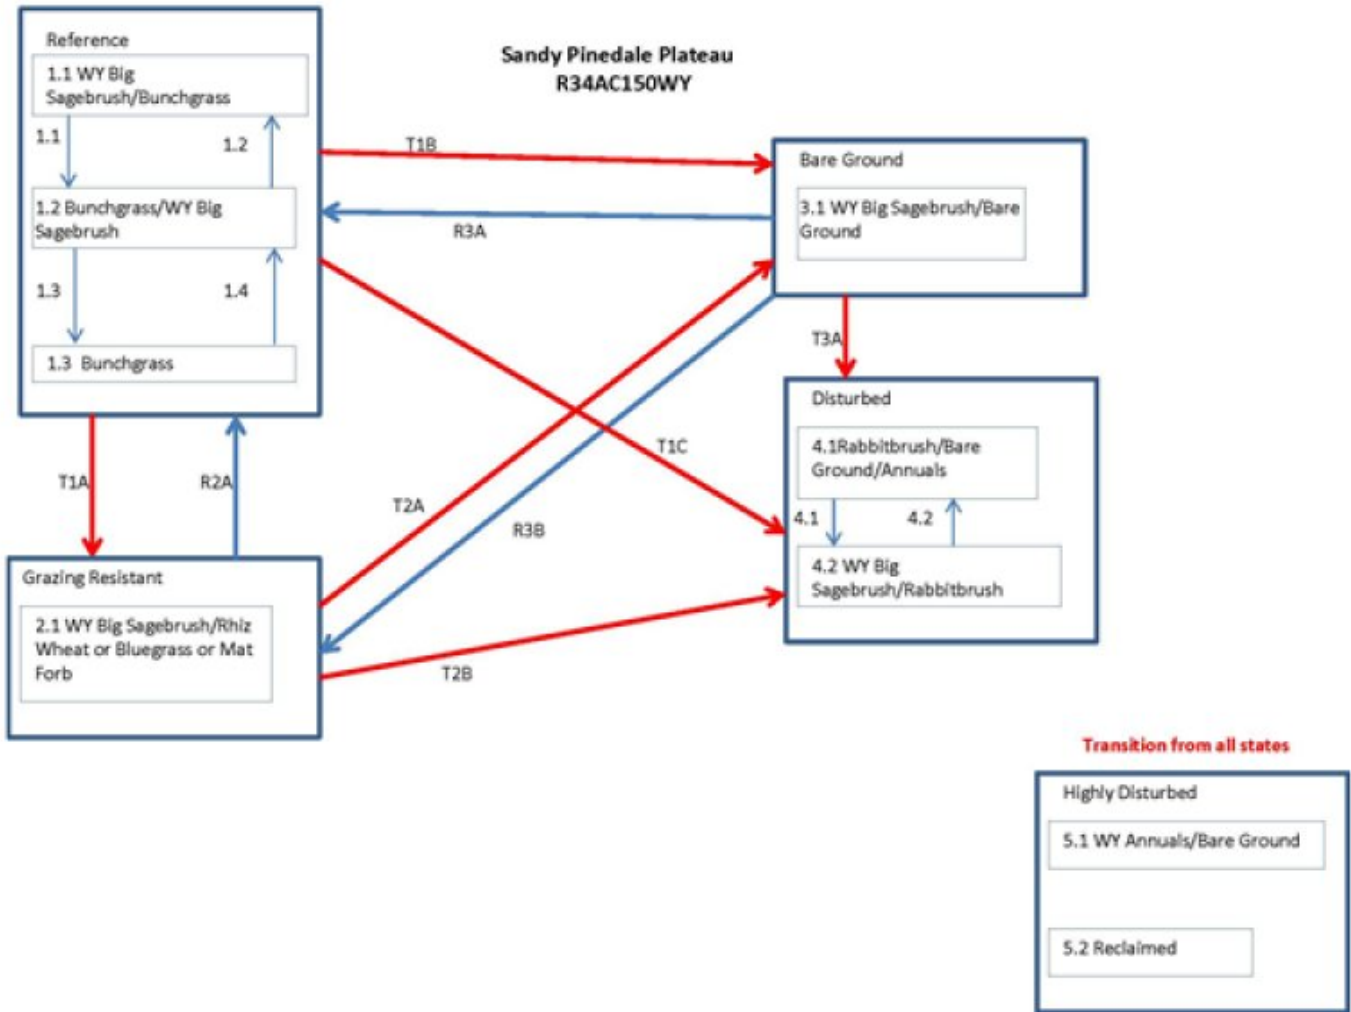 Sandy Pinedale Plateau
R34AC150WY
Reference
1.1 WY Big
Sagebrush/Bunchgrass
1.1
1.2
1.2 Bunchgrass/WY Big
Sagebrush
1.3
1.4
1.3 Bunchgrass
T1B
R3A
Bare Ground
3.1 WY Big Sagebrush/Bare
Ground
T3A
T1C
Disturbed
4.1Rabbitbrush/Bare
Ground/Annuals
4.1
4.2
4.2 WY Big
Sagebrush/Rabbitbrush
T1A
R2A
T2A
R3B
T2B
Grazing Resistant
2.1 WY Big Sagebrush/Rhiz
Wheat or Bluegrass or Mat
Forb
Transition from all states
Highly Disturbed
5.1 WY Annuals/Bare Ground
5.2 Reclaimed